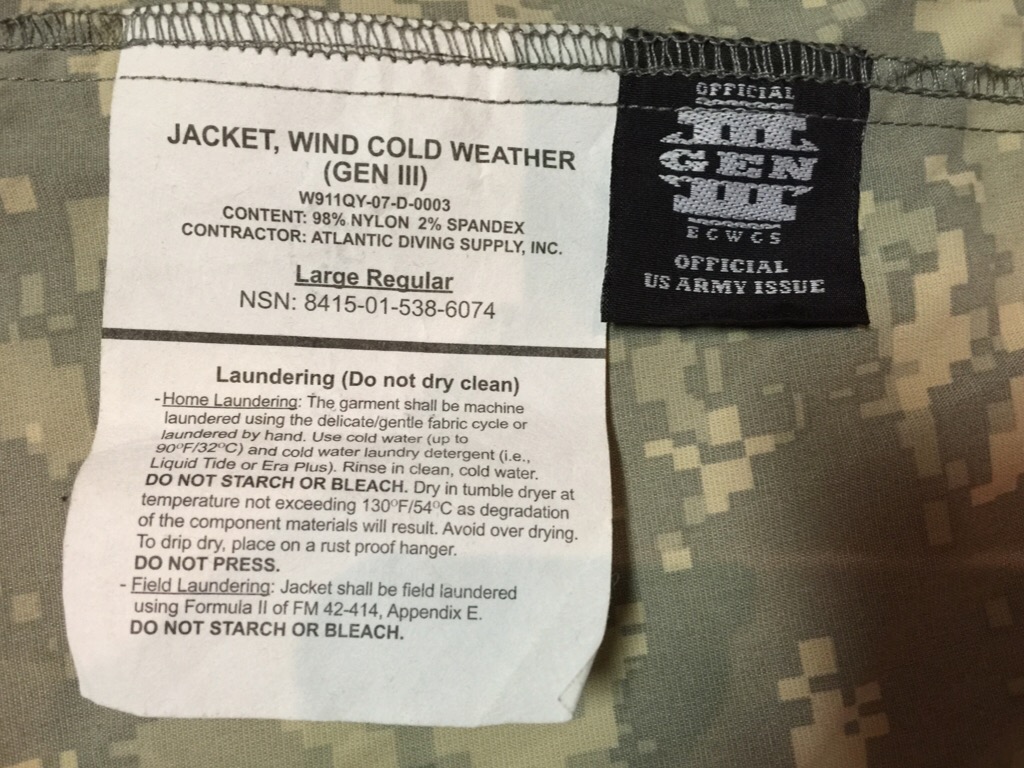 JACKET, WIND COLD WEATHER
(GEN III)
W911QY-07-D-0003
CONTENT: 98% NYLON 2% SPANDEX
CONTRACTOR: ATLANTIC DIVING SUPPLY, INC.
Large Regular
NSN: 8415-01-538-6074
Laundering (Do not dry clean)
- Home Laundering: The garment shall be machine
laundered using the delicate/gentle fabric cycle or
laundered by hand. Use cold water (up to
90ºF/32ºC) and cold water laundry detergent (i.e.,
Liquid Tide or Era Plus). Rinse in clean, cold water.
DO NOT STARCH OR BLEACH. Dry in tumble dryer at
temperature not exceeding 130ºF/54ºC as degradation
of the component materials will result. Avoid over drying.
To drip dry, place on a rust proof hanger.
DO NOT PRESS.
- Field Laundering: Jacket shall be field laundered
using Formula II of FM 42-414, Appendix E.
DO NOT STARCH OR BLEACH.
OFFICIAL
III
GEN
III
ECWCS
OFFICIAL
US ARMY ISSUE